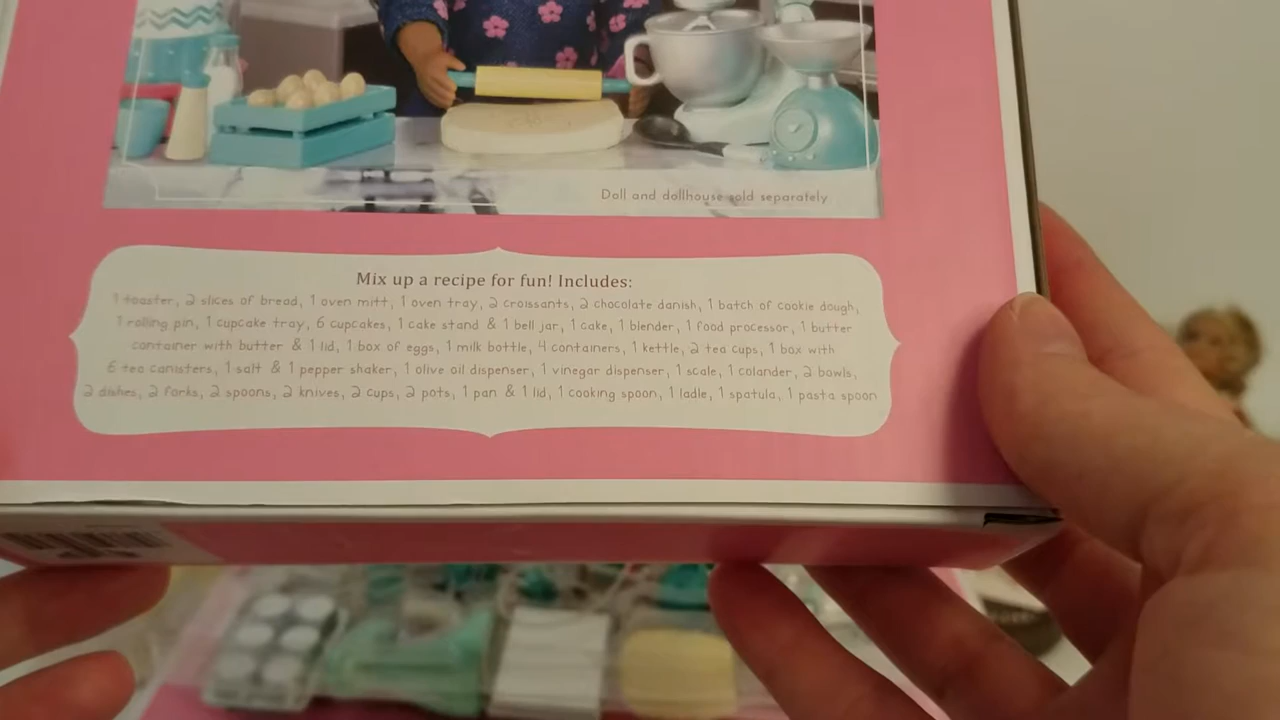 Doll and dollhouse sold separately
Mix up a recipe for fun! Includes:
1 toaster, 2 slices of bread, 1 oven mitt, 1 oven tray, 2 croissants, 2 chocolate danish, 1 batch of cookie dough,
1 rolling pin, 1 cupcake tray, 6 cupcakes, 1 cake stand & 1 bell jar, 1 cake, 1 blender, 1 food processor, 1 butter
container with butter & 1 lid, 1 box of eggs, 1 milk bottle, 4 containers, 1 kettle, 2 tea cups, 1 box with
6 tea canisters, 1 salt & 1 pepper shaker, 1 olive oil dispenser, 1 vinegar dispenser, 1 scale, 1 colander, 2 bowls,
2 dishes, 2 forks, 2 spoons, 2 knives, 2 cups, 2 pots, 1 pan & 1 lid, 1 cooking spoon, 1 ladle, 1 spatula, 1 pasta spoon